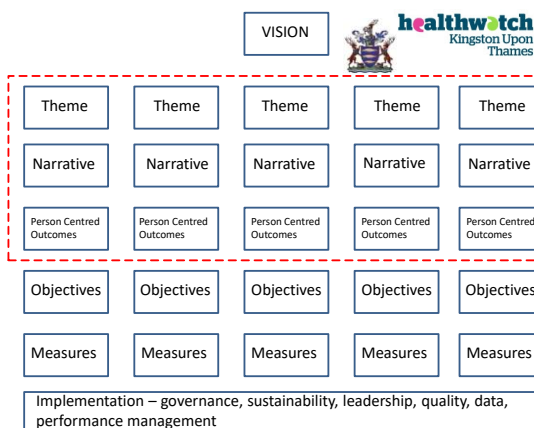 VISION
healthwatch
Kingston Upon
Thames
Theme Theme Theme Theme Theme
Narrative Narrative Narrative Narrative Narrative
Person Centred Person Centred Person Centred Person Centred Person Centred
Outcomes Outcomes Outcomes Outcomes Outcomes
Objectives Objectives Objectives Objectives Objectives
Measures Measures Measures Measures Measures
Implementation – governance, sustainability, leadership, quality, data,
performance management